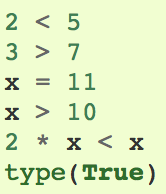 2 < 5
3 > 7
x = 11
x > 10
2 * x < x
type(True)